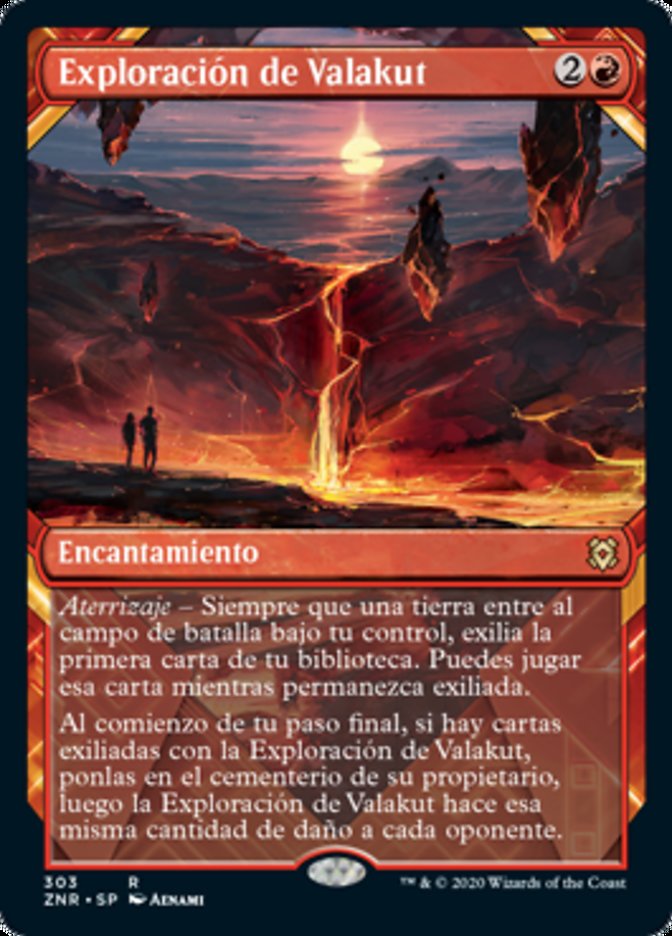 Exploración de Valakut 2
Encantamiento
Aterrizaje – Siempre que una tierra entre al
campo de batalla bajo tu control, exilia la
primera carta de tu biblioteca. Puedes jugar
esa carta mientras permanezca exiliada.
Al comienzo de tu paso final, si hay cartas
exiliadas con la Exploración de Valakut,
ponlas en el cementerio de su propietario,
luego la Exploración de Valakut hace esa
misma cantidad de daño a cada oponente.
303 R
ZNR • SP AENAMI
™ & © 2020 Wizards of the Coast